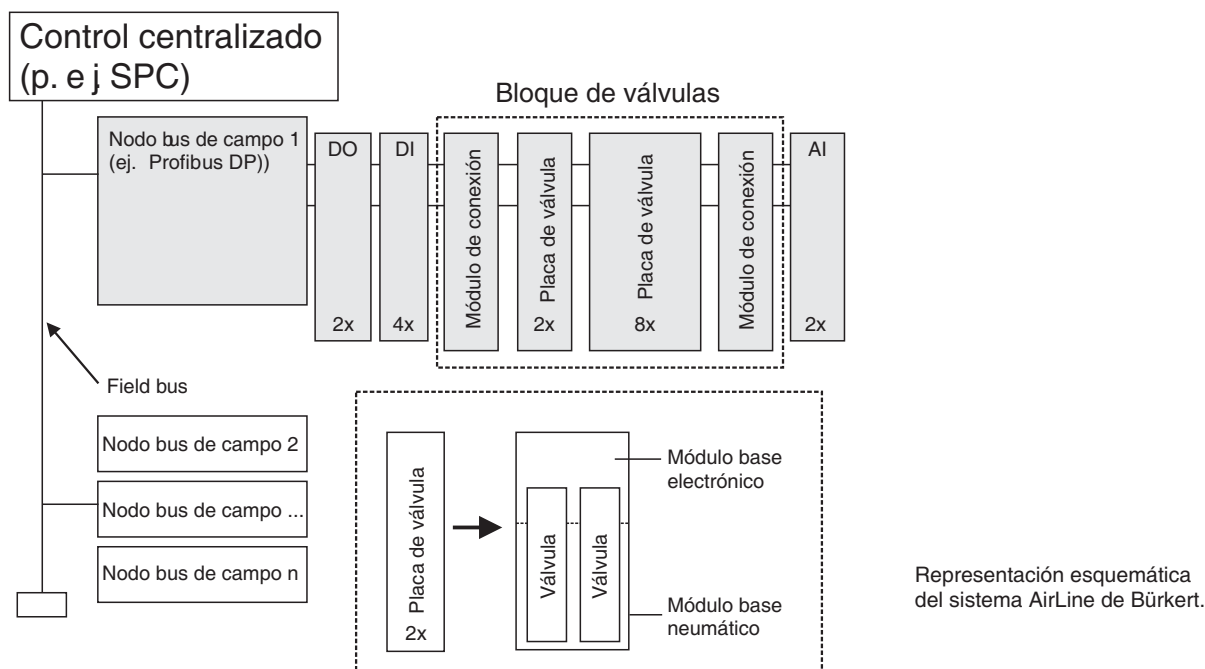 Control centralizado
(p. e j. SPC)
Bloque de válvulas
Nodo bus de campo 1
(ej. Profibus DP))
DO
2x
DI
4x
Módulo de conexión
Placa de válvula
2x
Placa de válvula
8x
Módulo de conexión
AI
2x
Field bus
Nodo bus de campo 2
Nodo bus de campo ...
Nodo bus de campo n
Placa de válvula
2x
Válvula
Válvula
Módulo base
electrónico
Módulo base
neumático
Representación esquemática
del sistema AirLine de Bürkert.